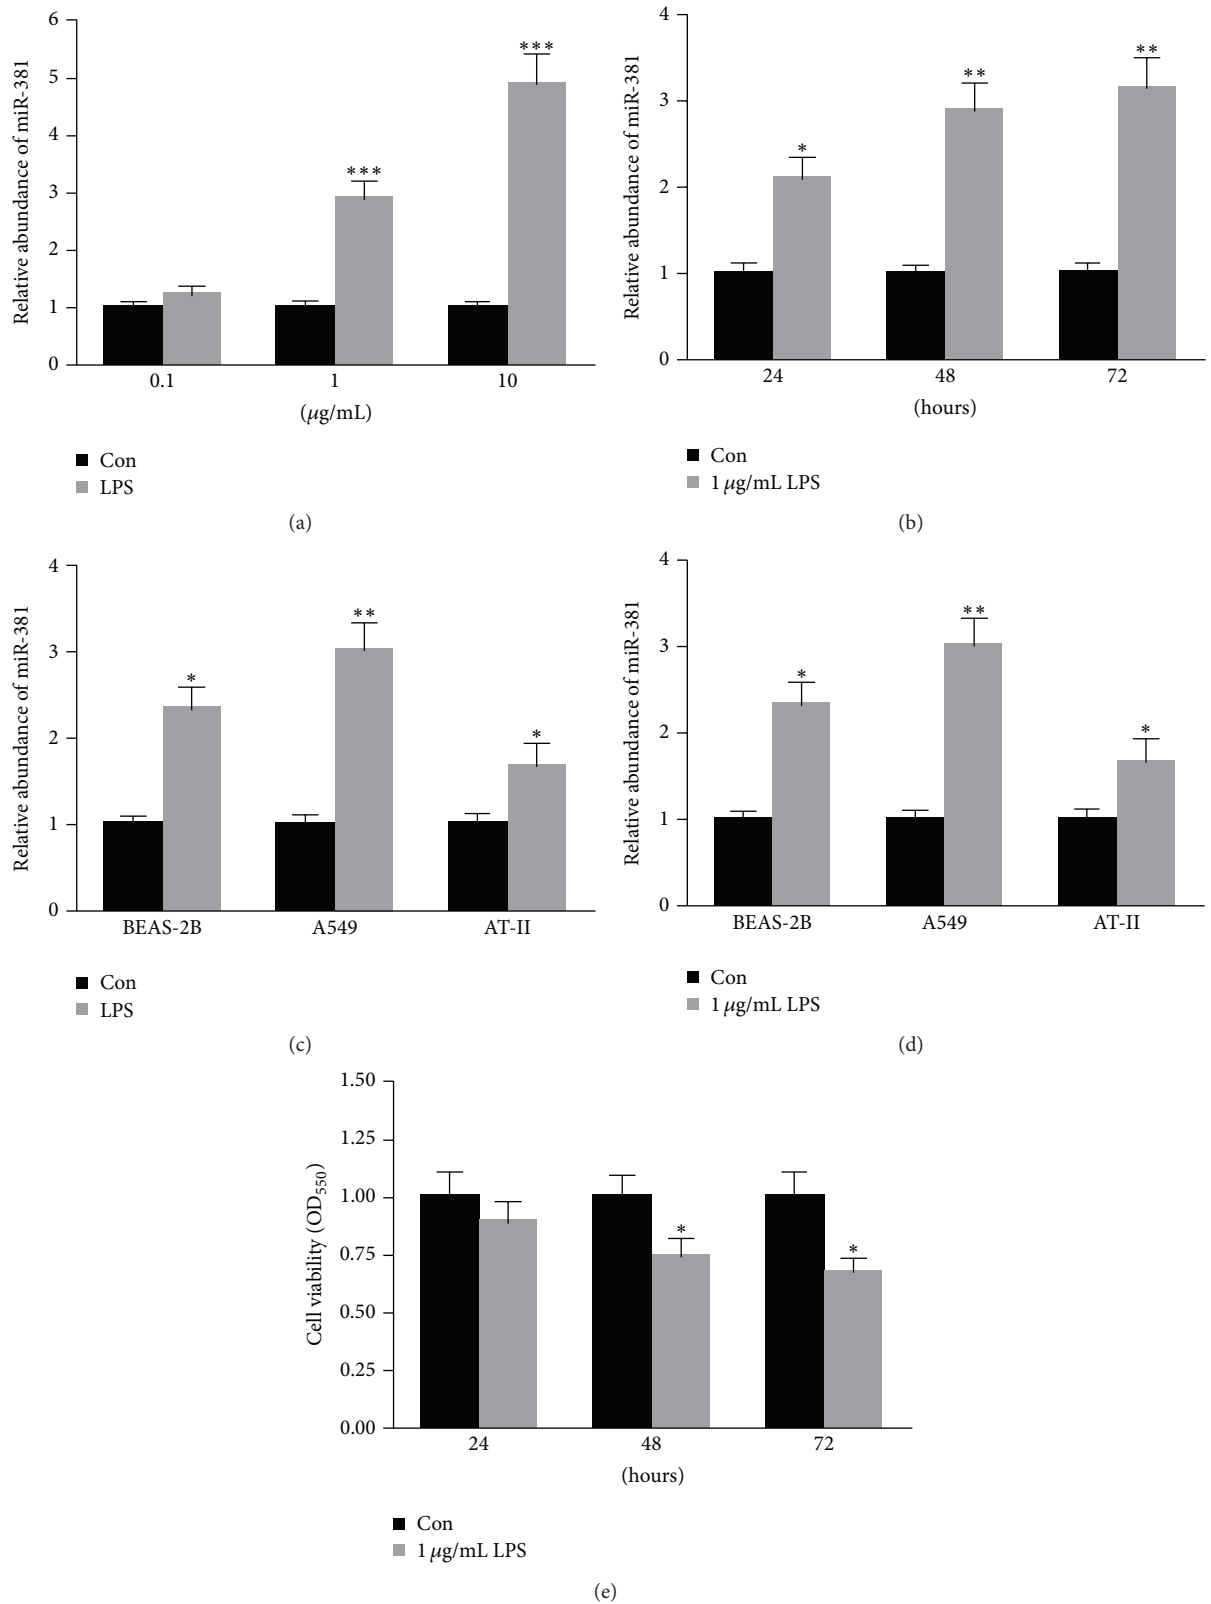 Relative abundance of miR-381
6
5
4
3
2
1
0
***
***
0.1 1 10
(μg/mL)
Con
LPS
(a)
Relative abundance of miR-381
4
3
2
1
0
*
**
**
24 48 72
(hours)
Con
1 μg/mL LPS
(b)
Relative abundance of miR-381
4
3
2
1
0
*
**
*
BEAS-2B A549 AT-II
Con
LPS
(c)
Relative abundance of miR-381
4
3
2
1
0
*
**
*
BEAS-2B A549 AT-II
Con
1 μg/mL LPS
(d)
Cell viability (OD550)
1.50
1.25
1.00
0.75
0.50
0.25
0.00
*
*
24 48 72
(hours)
Con
1 μg/mL LPS
(e)